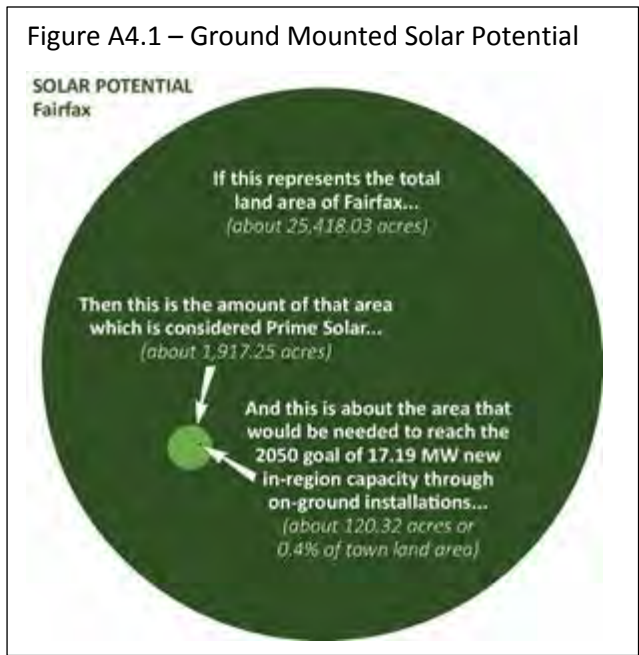 Figure A4.1 – Ground Mounted Solar Potential
SOLAR POTENTIAL
Fairfax
If this represents the total
land area of Fairfax...
(about 25,418.03 acres)
Then this is the amount of that area
which is considered Prime Solar...
(about 1,917.25 acres)
And this is about the area that
would be needed to reach the
2050 goal of 17.19 MW new
in-region capacity through
on-ground installations...
(about 120.32 acres or
0.4% of town land area)